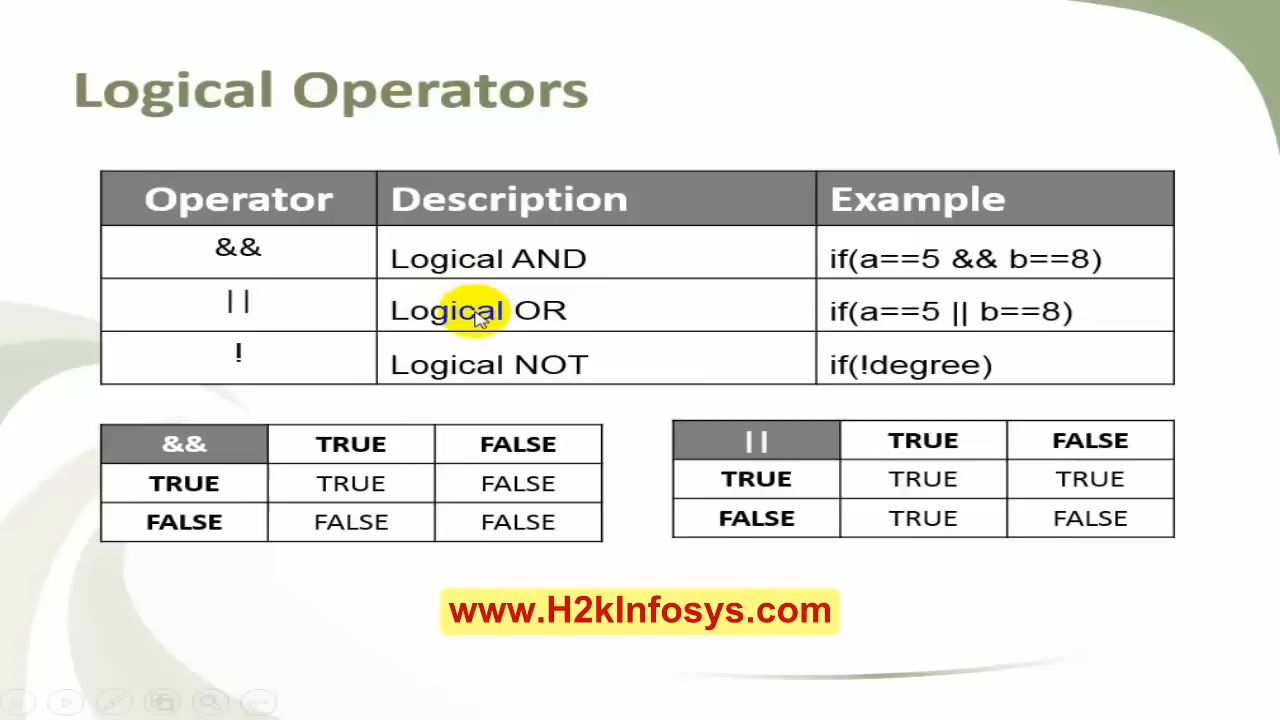 Logical Operators
Operator Description Example
&& Logical AND if(a==5 && b==8)
|| Logical OR if(a==5 || b==8)
! Logical NOT if(!degree)
&& TRUE FALSE
TRUE TRUE FALSE
FALSE FALSE FALSE
|| TRUE FALSE
TRUE TRUE TRUE
FALSE TRUE FALSE
www.H2kInfosys.com